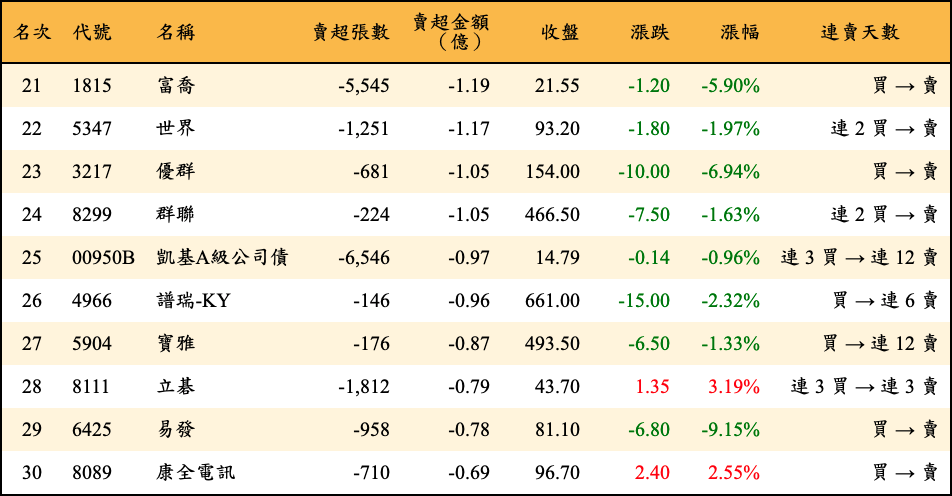 名次 代號 名稱 賣超張數 賣超金額（億） 收盤 漲跌 漲幅 連賣天數
21 1815 富喬 -5,545 -1.19 21.55 -1.20 -5.90% 買 → 賣
22 5347 世界 -1,251 -1.17 93.20 -1.80 -1.97% 連 2 買 → 賣
23 3217 優群 -681 -1.05 154.00 -10.00 -6.94% 買 → 賣
24 8299 群聯 -224 -1.05 466.50 -7.50 -1.63% 連 2 買 → 賣
25 00950B 凱基A級公司債 -6,546 -0.97 14.79 -0.14 -0.96% 連 3 買 → 連 12 賣
26 4966 譜瑞-KY -146 -0.96 661.00 -15.00 -2.32% 買 → 連 6 賣
27 5904 寶雅 -176 -0.87 493.50 -6.50 -1.33% 買 → 連 12 賣
28 8111 立碁 -1,812 -0.79 43.70 1.35 3.19% 連 3 買 → 連 3 賣
29 6425 易發 -958 -0.78 81.10 -6.80 -9.15% 買 → 賣
30 8089 康全電訊 -710 -0.69 96.70 2.40 2.55% 買 → 賣